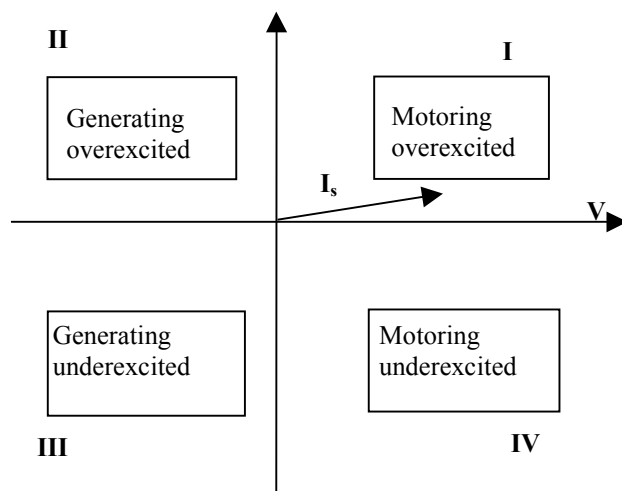 II
I
Generating
overexcited
Motoring
overexcited
Is
V
Generating
underexcited
Motoring
underexcited
III
IV